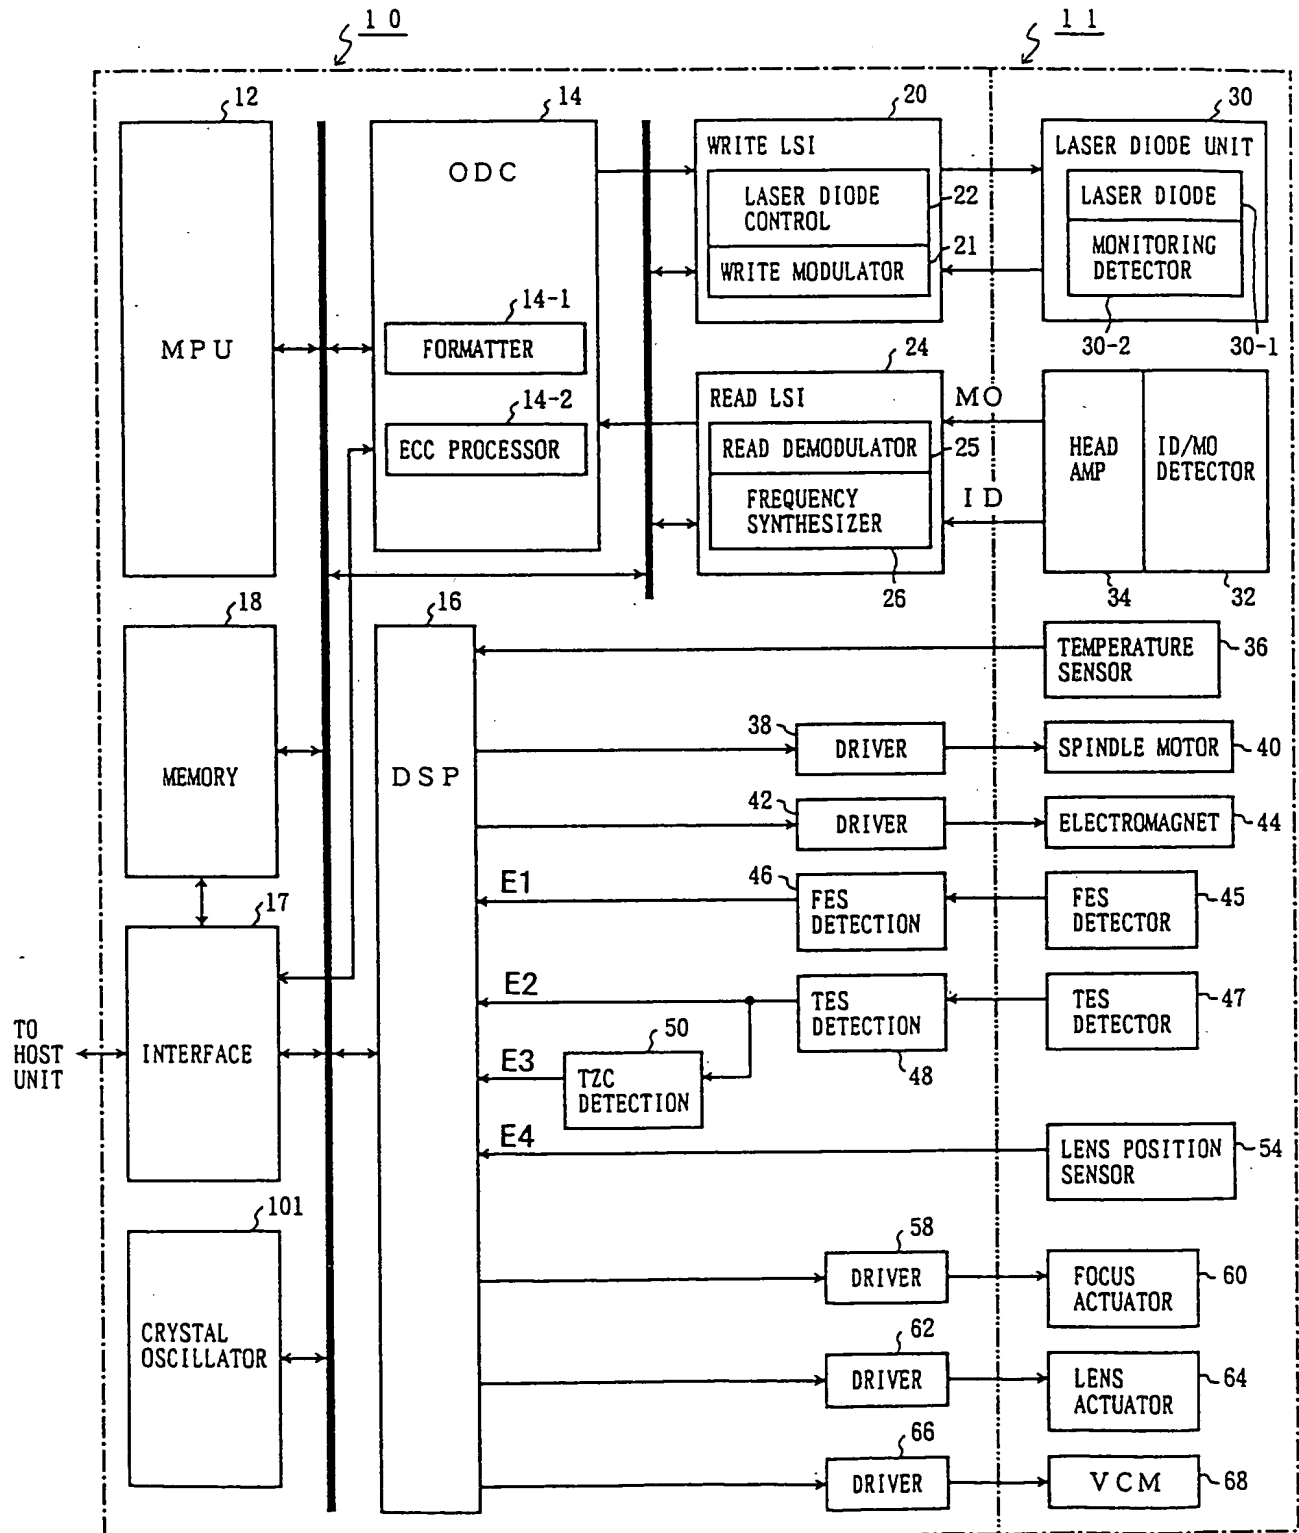 10
11
12
14
20
30
MPU
ODC
WRITE LSI
LASER DIODE
CONTROL
22
WRITE MODULATOR
21
LASER DIODE UNIT
LASER DIODE
MONITORING
DETECTOR
30-2
30-1
14-1
FORMATTER
14-2
ECC PROCESSOR
24
READ LSI
READ DEMODULATOR
25
FREQUENCY
SYNTHESIZER
26
MO
ID
HEAD
AMP
ID/MO
DETECTOR
34
32
18
MEMORY
16
DSP
TEMPERATURE
SENSOR
36
38
DRIVER
SPINDLE MOTOR
40
42
DRIVER
ELECTROMAGNET
44
E1
46
FES
DETECTION
FES
DETECTOR
45
17
INTERFACE
TO
HOST
UNIT
E2
TES
DETECTION
48
TES
DETECTOR
47
E3
50
TZC
DETECTION
E4
LENS POSITION
SENSOR
54
101
CRYSTAL
OSCILLATOR
58
DRIVER
FOCUS
ACTUATOR
60
62
DRIVER
LENS
ACTUATOR
64
66
DRIVER
VCM
68